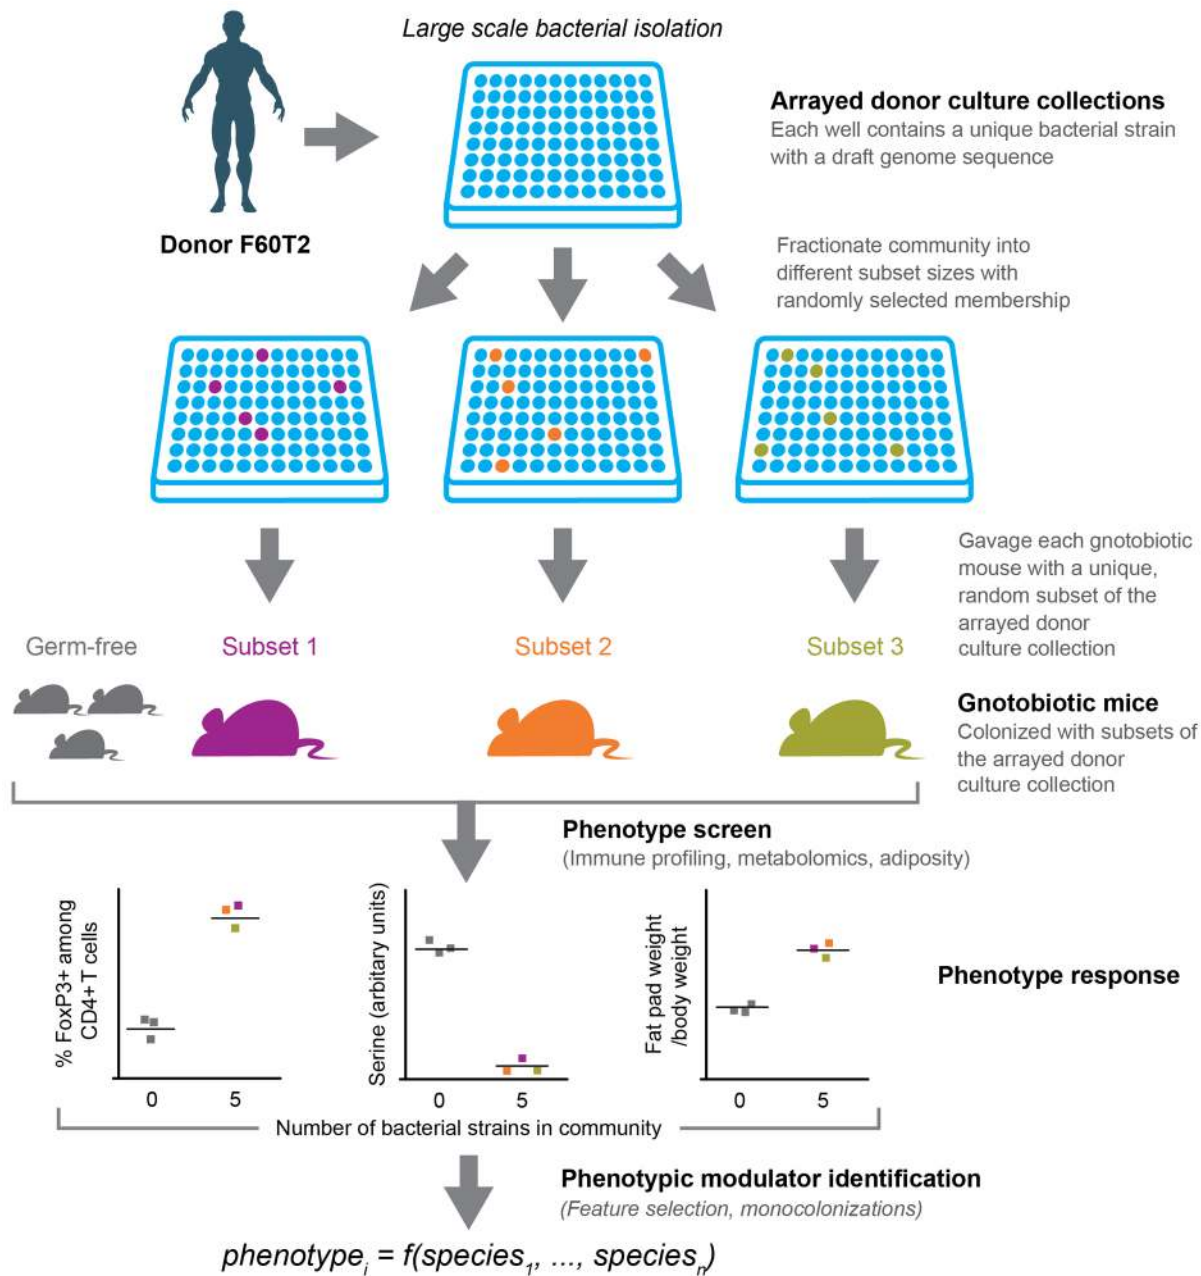 Large scale bacterial isolation
Arrayed donor culture collections
Each well contains a unique bacterial strain
with a draft genome sequence
Donor F60T2
Fractionate community into
different subset sizes with
randomly selected membership
Gavage each gnotobiotic
mouse with a unique,
random subset of the
arrayed donor
culture collection
Germ-free
Subset 1
Subset 2
Subset 3
Gnotobiotic mice
Colonized with subsets of
the arrayed donor
culture collection
Phenotype screen
(Immune profiling, metabolomics, adiposity)
% FoxP3+ among
CD4+ T cells
0 5
Serine (arbitary units)
0 5
Fat pad weight
/body weight
0 5
Phenotype response
Number of bacterial strains in community
Phenotypic modulator identification
(Feature selection, monocolonizations)
phenotypeᵢ = f(species₁, ..., speciesₙ)